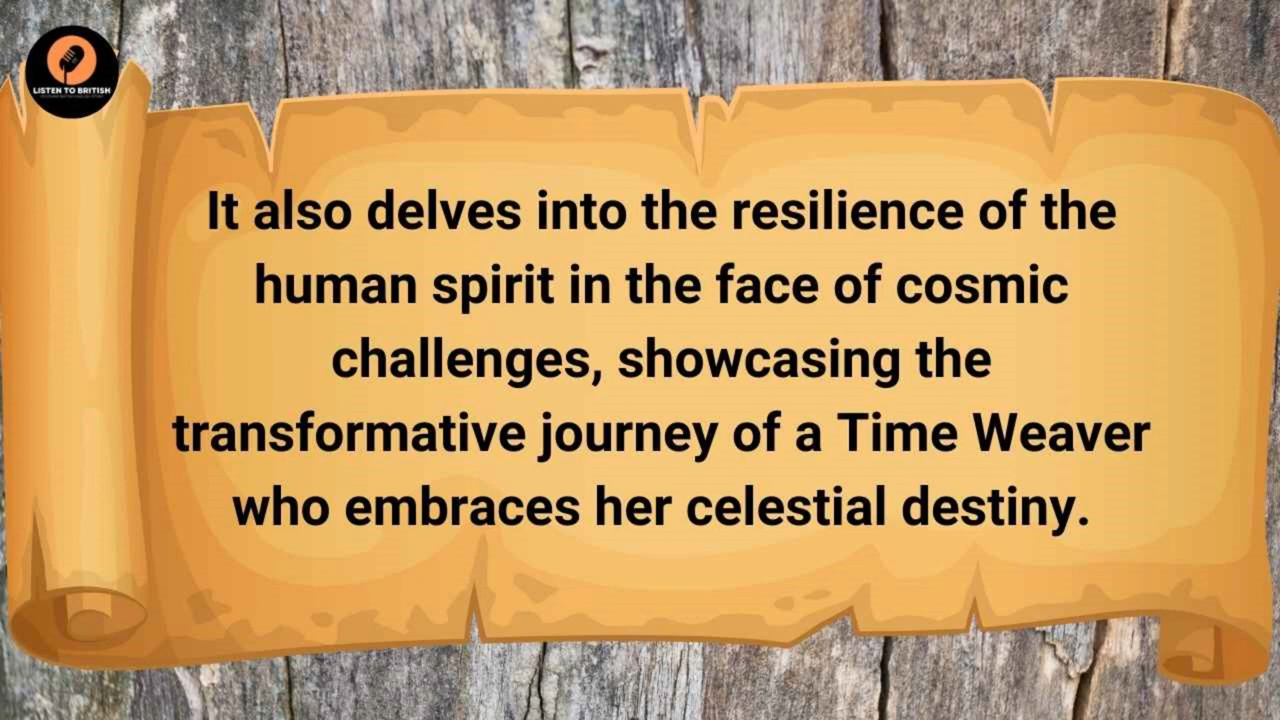 LISTEN TO BRITISH
It also delves into the resilience of the
human spirit in the face of cosmic
challenges, showcasing the
transformative journey of a Time Weaver
who embraces her celestial destiny.